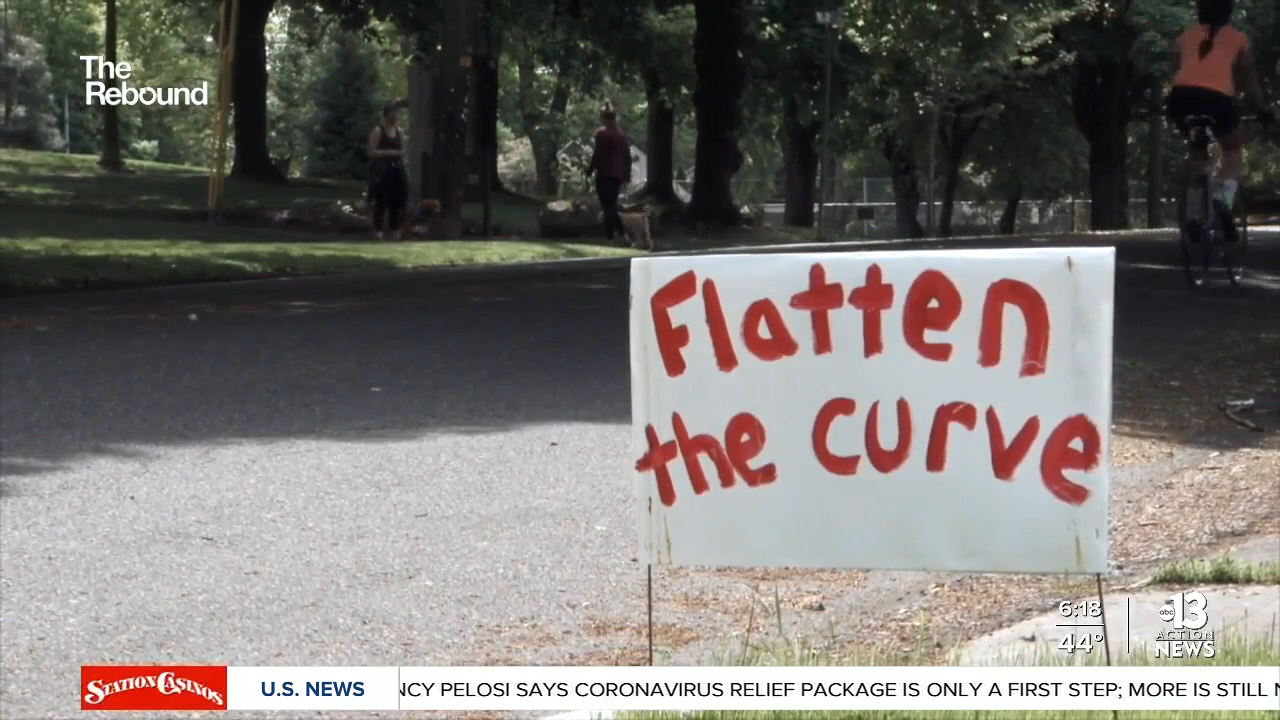 The
Rebound
Flatten
the curve
6:18
44°
abc 13
ACTION
NEWS
STATION CASINOS
U.S. NEWS
NCY PELOSI SAYS CORONAVIRUS RELIEF PACKAGE IS ONLY A FIRST STEP; MORE IS STILL N